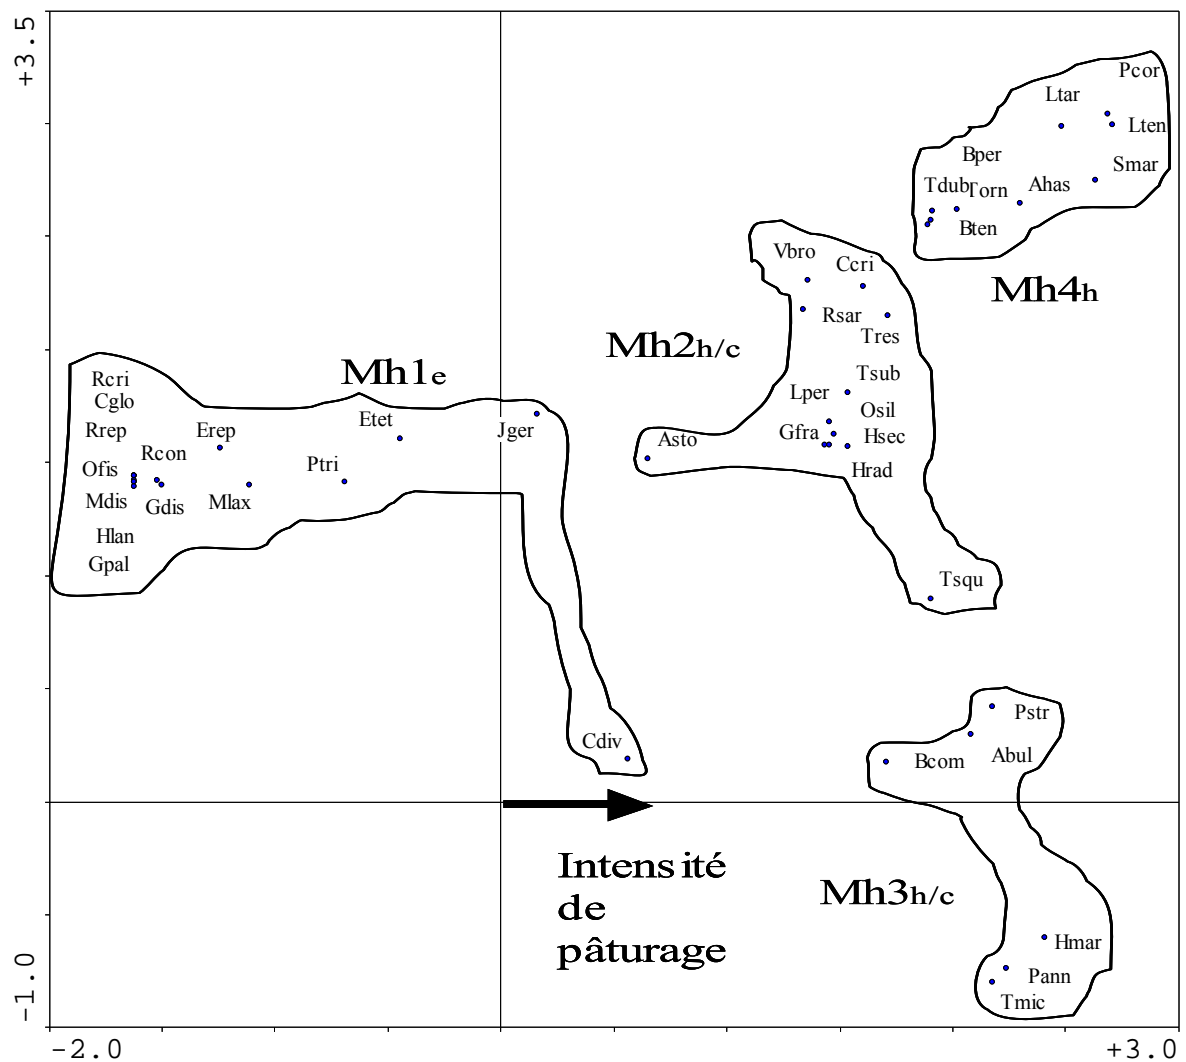 +3.5
Pcor
Ltar
Lten
Bper
Smar
Tdub
Torn
Ahas
Bten
Mh4h
Vbro
Ccri
Rsar
Tres
Mh2h/c
Tsub
Lper
Osil
Gfra
Hsec
Asto
Hrad
Tsqu
Mh1e
Rcri
Cglo
Etet
Rrep
Erep
Jger
Rcon
Ptri
Ofis
Mdis
Gdis
Mlax
Hlan
Gpal
Cdiv
Pstr
Bcom
Abul
Intensité
de
pâturage
Mh3h/c
Hmar
Pann
Tmic
-1.0
-2.0
+3.0